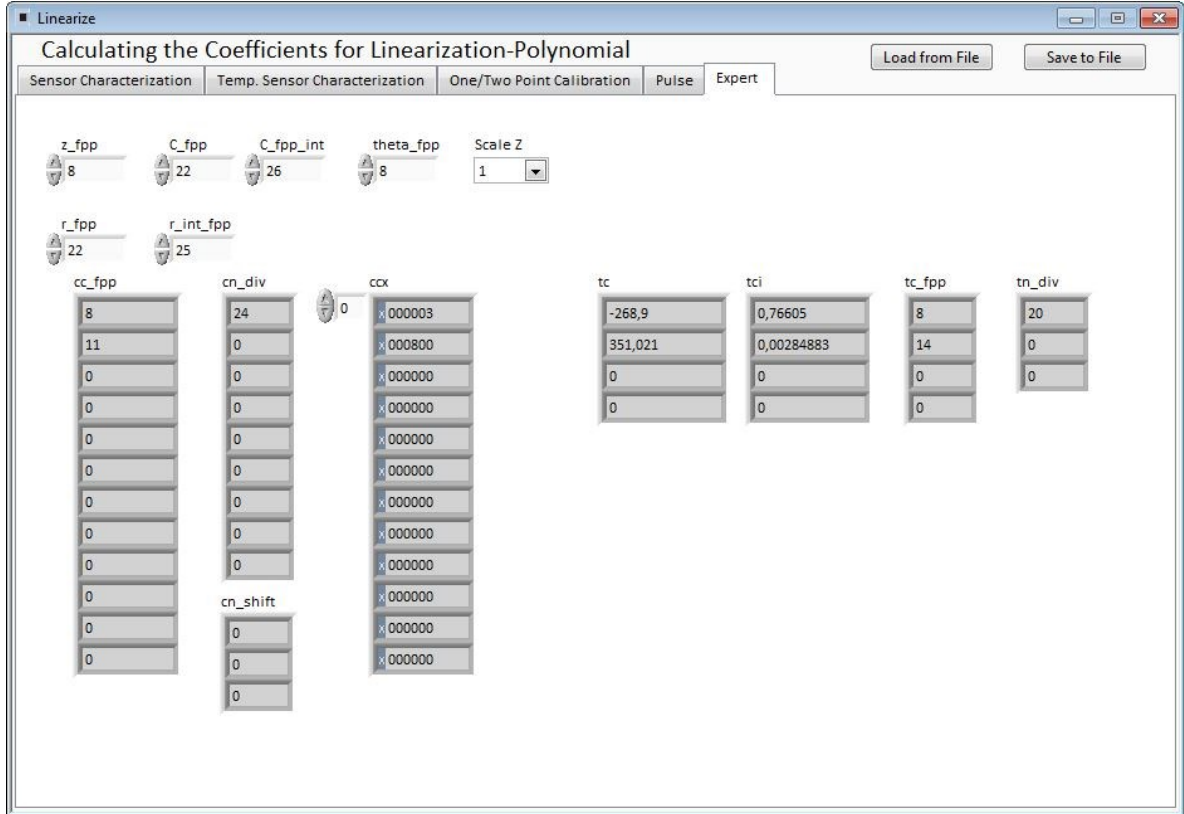 Linearize
Calculating the Coefficients for Linearization-Polynomial
Load from File Save to File
Sensor Characterization Temp. Sensor Characterization One/Two Point Calibration Pulse Expert
z_fpp C_fpp C_fpp_int theta_fpp Scale Z
8 22 26 8 1
r_fpp r_int_fpp
22 25
cc_fpp cn_div ccx tc tci tc_fpp tn_div
8 24 0 x 000003 -268,9 0,76605 8 20
11 0 x 000800 351,021 0,00284883 14 0
0 0 x 000000 0 0 0 0
0 0 x 000000 0 0 0
0 0 x 000000
0 0 x 000000
0 0 x 000000
0 0 x 000000
0 0 x 000000
0 cn_shift x 000000
0 0 x 000000
0 0 x 000000
0